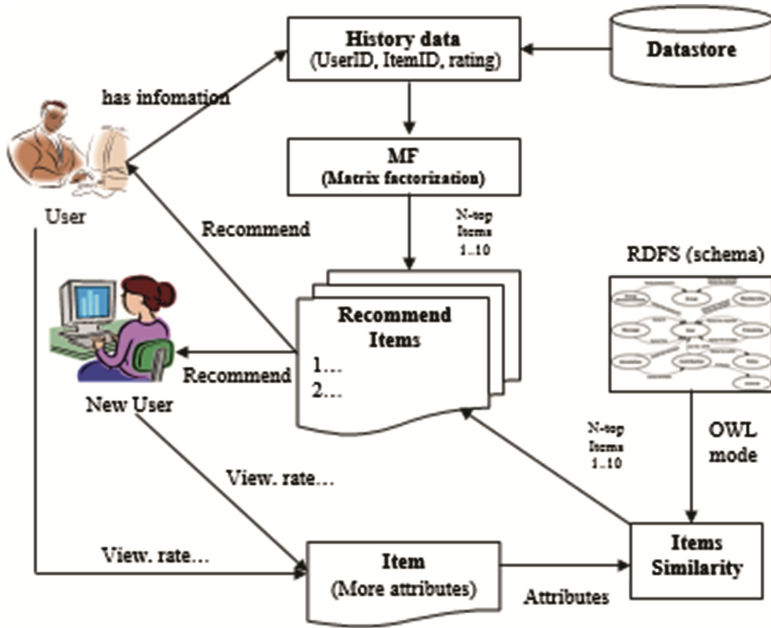 History data
(UserID, ItemID, rating)
Datastore
has infomation
MF
(Matrix factorization)
User
Recommend
N-top
Items
1..10
RDFS (schema)
Recommend
Items
1...
2...
Recommend
New User
N-top
Items
1..10
OWL
mode
View. rate...
View. rate...
Item
(More attributes)
Attributes
Items
Similarity